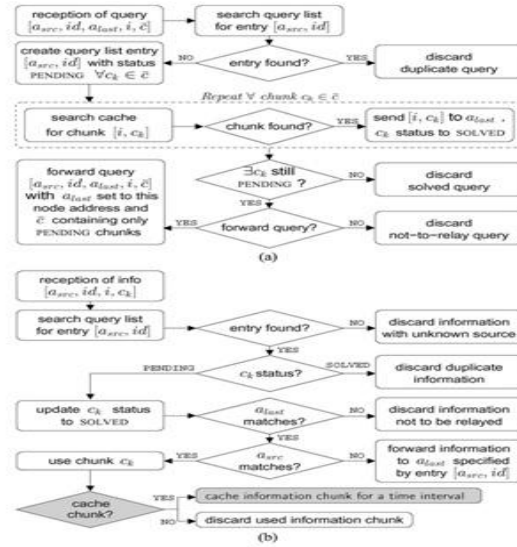 reception of query
[a_src, id, a_last, i, c̄]
search query list
for entry [a_src, id]
create query list entry
[a_src, id] with status
PENDING ∀c_k ∈ c̄
NO
entry found?
YES
discard
duplicate query
Repeat ∀ chunk c_k ∈ c̄
search cache
for chunk [i, c_k]
chunk found?
YES
send [i, c_k] to a_last,
c_k status to SOLVED
forward query
[a_src, id, a_last, i, c̄]
with a_last set to this
node address and
c̄ containing only
PENDING chunks
∃c_k still
PENDING ?
NO
discard
solved query
YES
YES
forward query?
NO
discard
not-to-relay query
(a)
reception of info
[a_src, id, i, c_k]
search query list
for entry [a_src, id]
entry found?
NO
discard information
with unknown source
YES
PENDING
c_k status?
SOLVED
discard duplicate
information
update c_k status
to SOLVED
a_last
matches?
NO
discard information
not to be relayed
YES
use chunk c_k
YES
a_src
matches?
NO
forward information
to a_last specified
by entry [a_src, id]
cache
chunk?
YES
cache information chunk for a time interval
NO
discard used information chunk
(b)